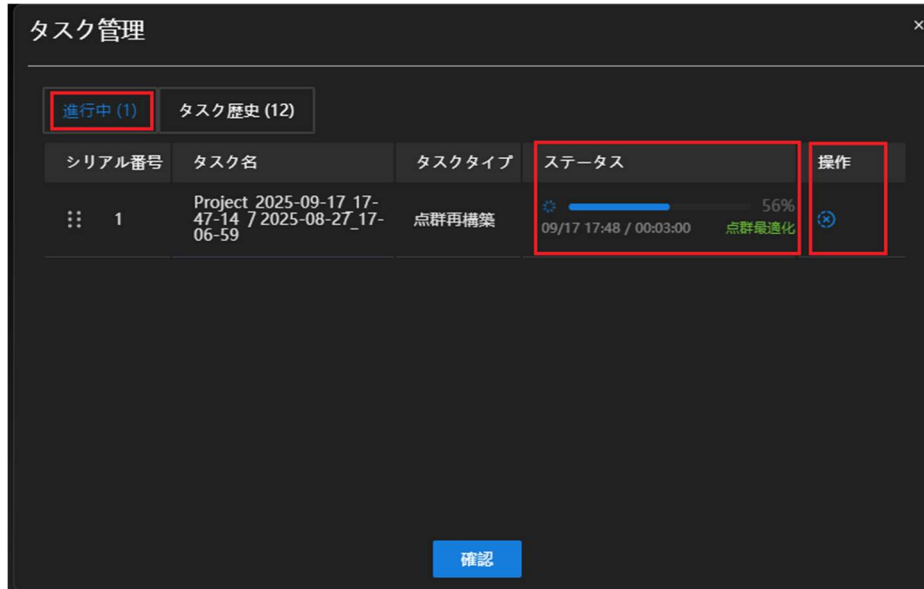 タスク管理
×
進行中 (1)
タスク歴史 (12)
シリアル番号 タスク名 タスクタイプ ステータス 操作
1
Project_2025-09-17_17-
47-14 / 2025-08-27_17-
06-59
点群再構築
56%
09/17 17:48 / 00:03:00 点群最適化
確認